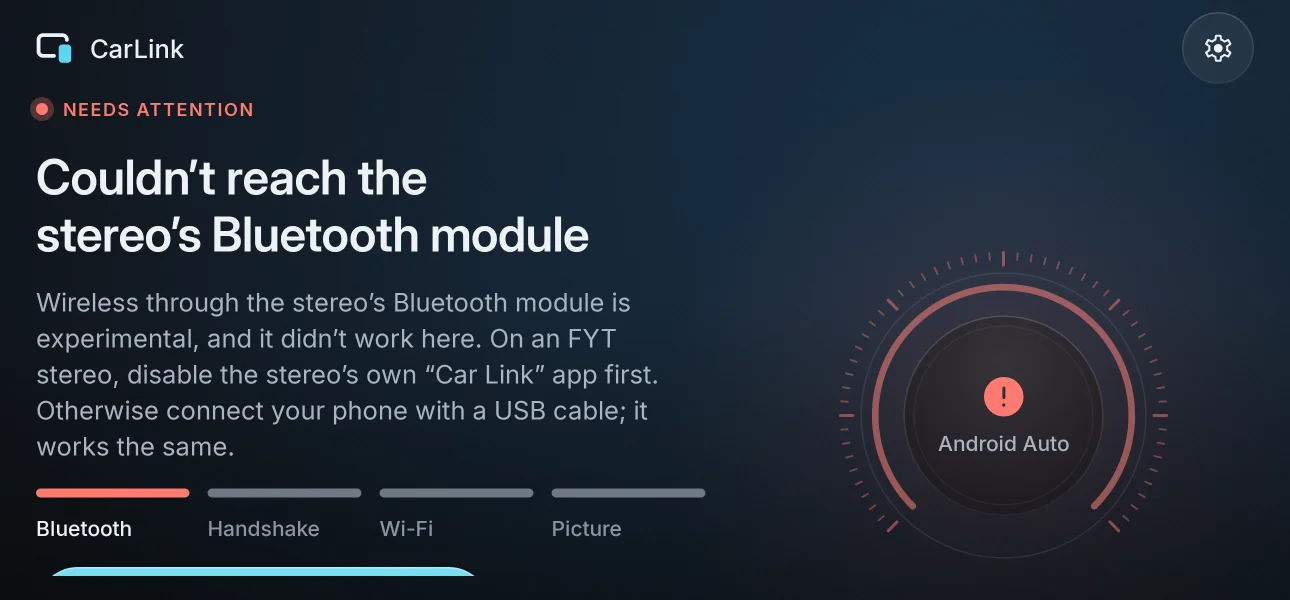 CarLink
NEEDS ATTENTION
Couldn’t reach the
stereo’s Bluetooth module
Wireless through the stereo’s Bluetooth module is
experimental, and it didn’t work here. On an FYT
stereo, disable the stereo’s own “Car Link” app first.
Otherwise connect your phone with a USB cable; it
works the same.
Android Auto
Bluetooth
Handshake
Wi-Fi
Picture